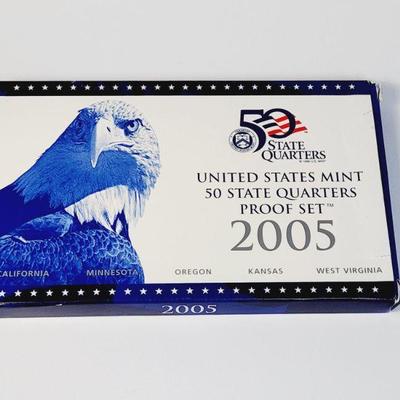 50
STATE
QUARTERS
UNITED STATES MINT
50 STATE QUARTERS
PROOF SET™
2005
CALIFORNIA MINNESOTA OREGON KANSAS WEST VIRGINIA
2005